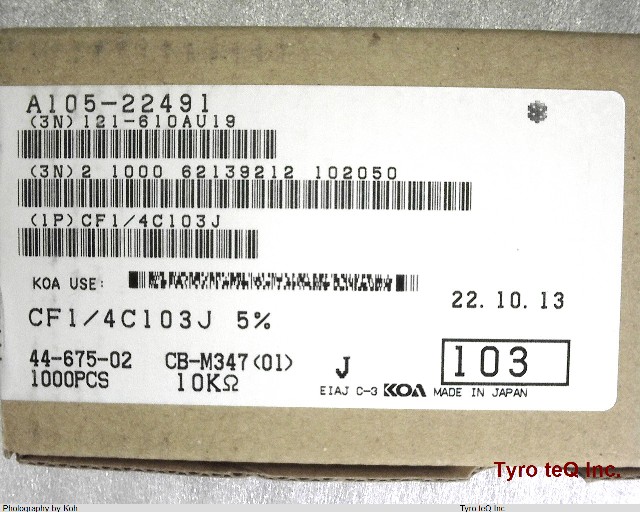 A105-22491
(3N) 121-610AU19
(3N) 2 1000 62139212 102050
(1P) CF1/4C103J
KOA USE:
22. 10. 13
CF1/4C103J 5%
44-675-02 CB-M347(01) J 103
1000PCS 10KΩ
EIAJ C-3 KOA MADE IN JAPAN
Tyro teQ Inc.
Photography by Koh Tyro teQ Inc